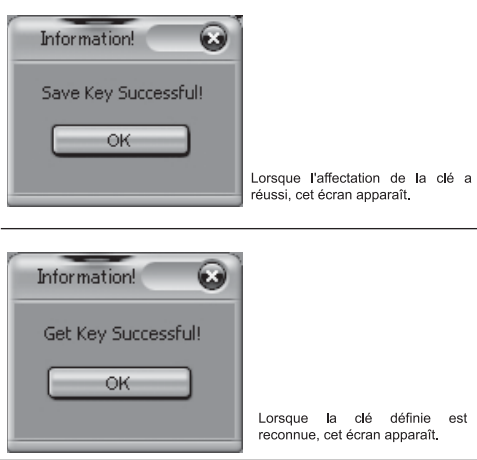 Information!
Save Key Successful!
OK
Lorsque l'affectation de la clé a
réussi, cet écran apparaît.
Information!
Get Key Successful!
OK
Lorsque la clé définie est
reconnue, cet écran apparaît.